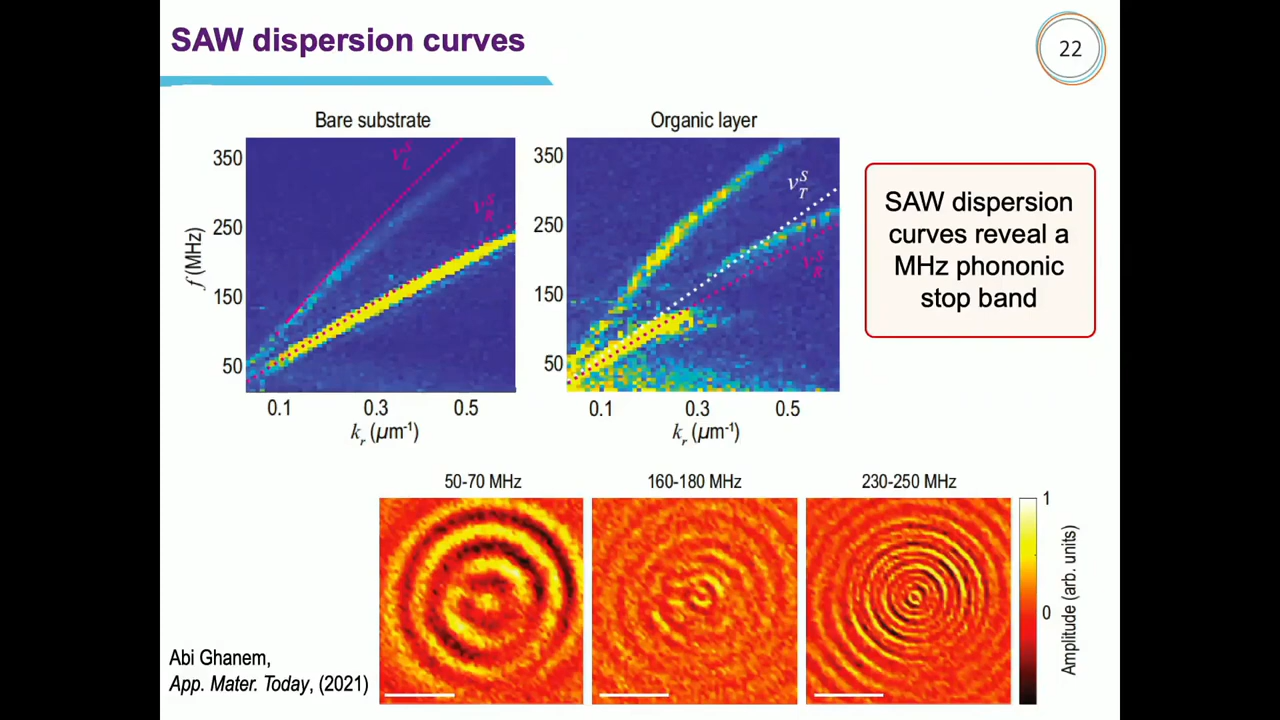 SAW dispersion curves
22
Bare substrate
Organic layer
350
250
150
50
f (MHz)
0.1
0.3
0.5
k_r (µm⁻¹)
350
250
150
50
v_T^S
0.1
0.3
0.5
k_r (µm⁻¹)
SAW dispersion
curves reveal a
MHz phononic
stop band
50-70 MHz
160-180 MHz
230-250 MHz
1
0
Amplitude (arb. units)
Abi Ghanem,
App. Mater. Today, (2021)